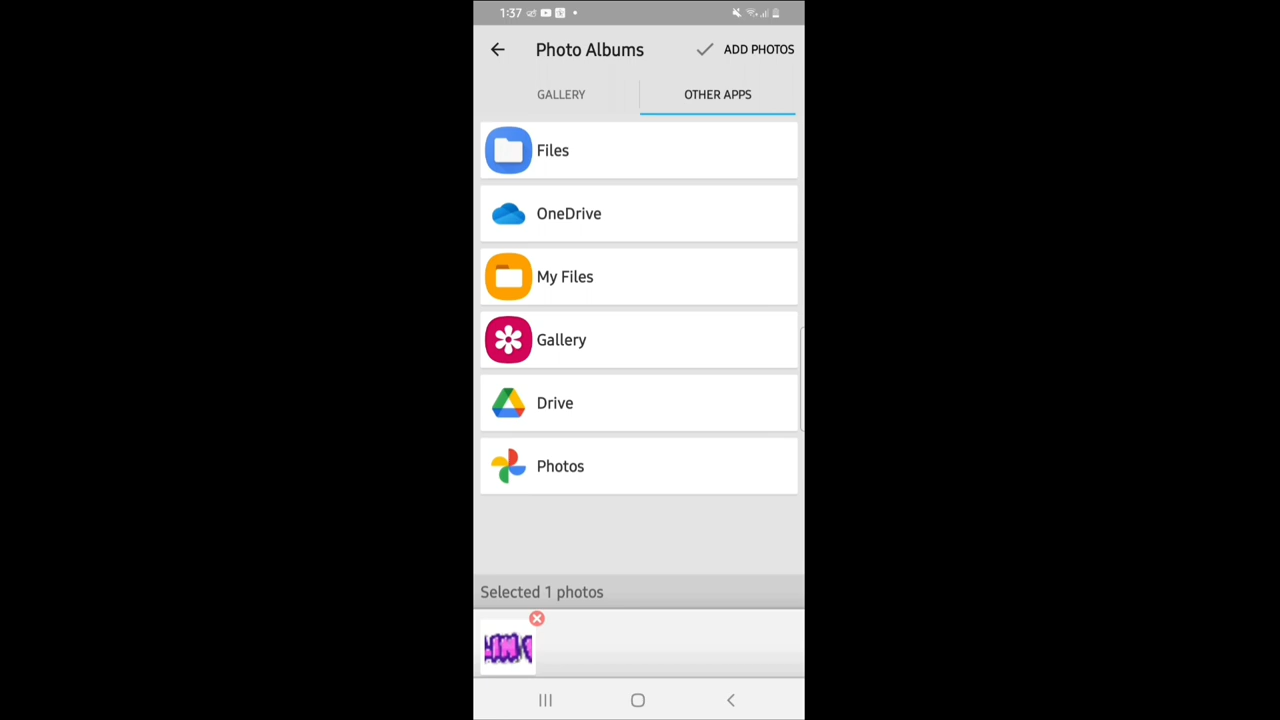 1:37
Photo Albums
ADD PHOTOS
GALLERY
OTHER APPS
Files
OneDrive
My Files
Gallery
Drive
Photos
Selected 1 photos